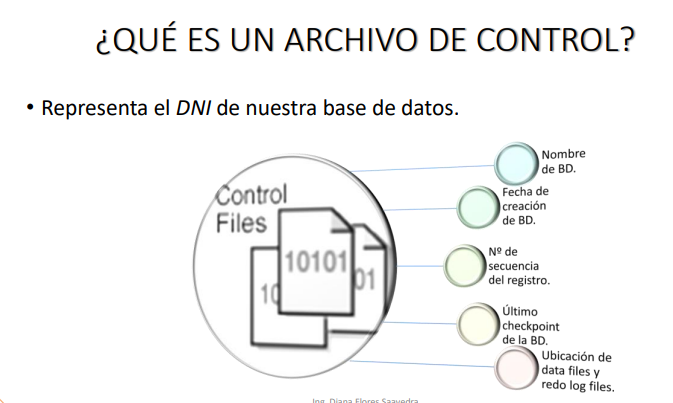 ¿QUÉ ES UN ARCHIVO DE CONTROL?
• Representa el DNI de nuestra base de datos.
Control
Files
10101
10
01
Nombre
de BD.
Fecha de
creación
de BD.
Nº de
secuencia
del registro.
Último
checkpoint
de la BD.
Ubicación de
data files y
redo log files.
Ing. Diana Flores Saavedra